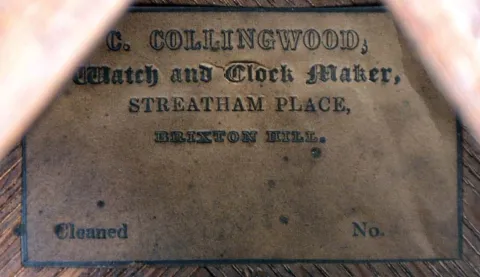 C. COLLINGWOOD,
Watch and Clock Maker,
STREATHAM PLACE,
BRIXTON HILL.
Cleaned No.